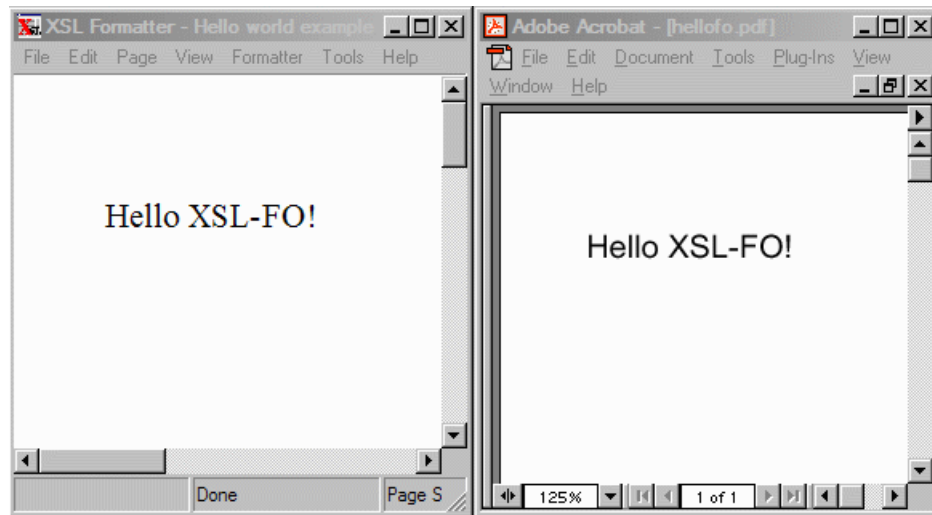 XSL Formatter - Hello world example
File Edit Page View Formatter Tools Help
Hello XSL-FO!
Done
Page S
Adobe Acrobat - [hellofo.pdf]
File Edit Document Tools Plug-Ins View
Window Help
Hello XSL-FO!
125% 1 of 1